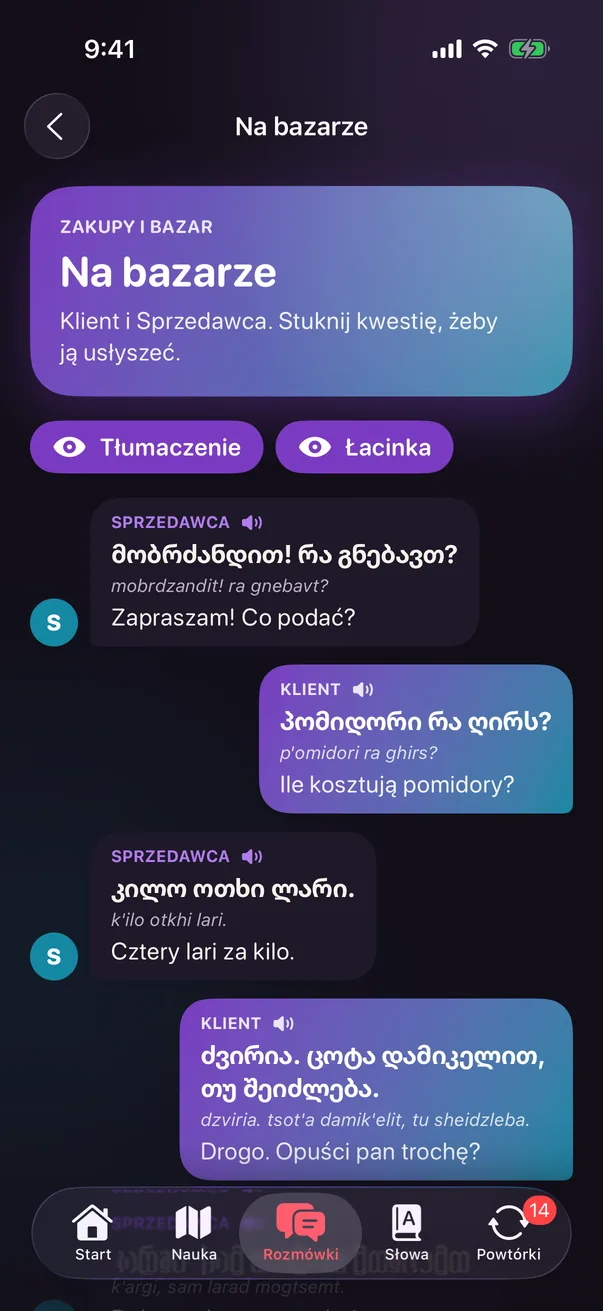 9:41
Na bazarze
ZAKUPY I BAZAR
Na bazarze
Klient i Sprzedawca. Stuknij kwestię, żeby
ją usłyszeć.
Tłumaczenie
Łacinka
SPRZEDAWCA
მობრძანდით! რა გნებავთ?
mobrdzandit! ra gnebavt?
S
Zapraszam! Co podać?
KLIENT
პომიდორი რა ღირს?
p'omidori ra ghirs?
Ile kosztują pomidory?
SPRZEDAWCA
კილო ოთხი ლარი.
k'ilo otkhi lari.
S
Cztery lari za kilo.
KLIENT
ძვირია. ცოტა დამიკელით,
თუ შეიძლება.
dzviria. tsot'a damik'elit, tu sheidzleba.
Drogo. Opuści pan trochę?
SPRZEDAWCA
14
Start
Nauka
Rozmówki
Słowa
Powtórki
k'argi, sam larad mogtsemt.